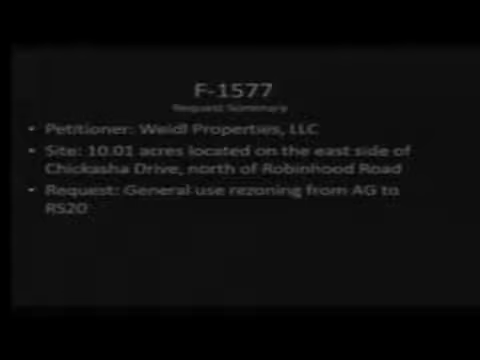 F-1577
Request Summary
• Petitioner: Weidl Properties, LLC
• Site: 10.01 acres located on the east side of
Chickasha Drive, north of Robinhood Road
• Request: General use rezoning from AG to
RS20